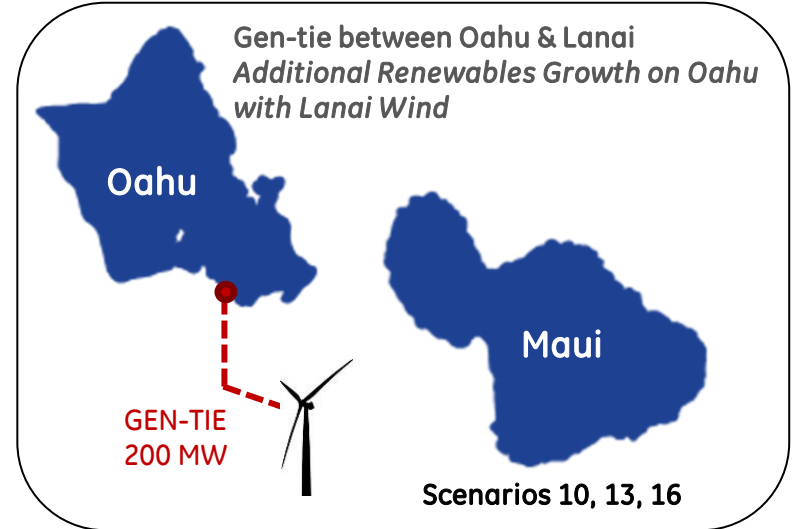 Gen-tie between Oahu & Lanai
Additional Renewables Growth on Oahu
with Lanai Wind
Oahu
Maui
GEN-TIE
200 MW
Scenarios 10, 13, 16